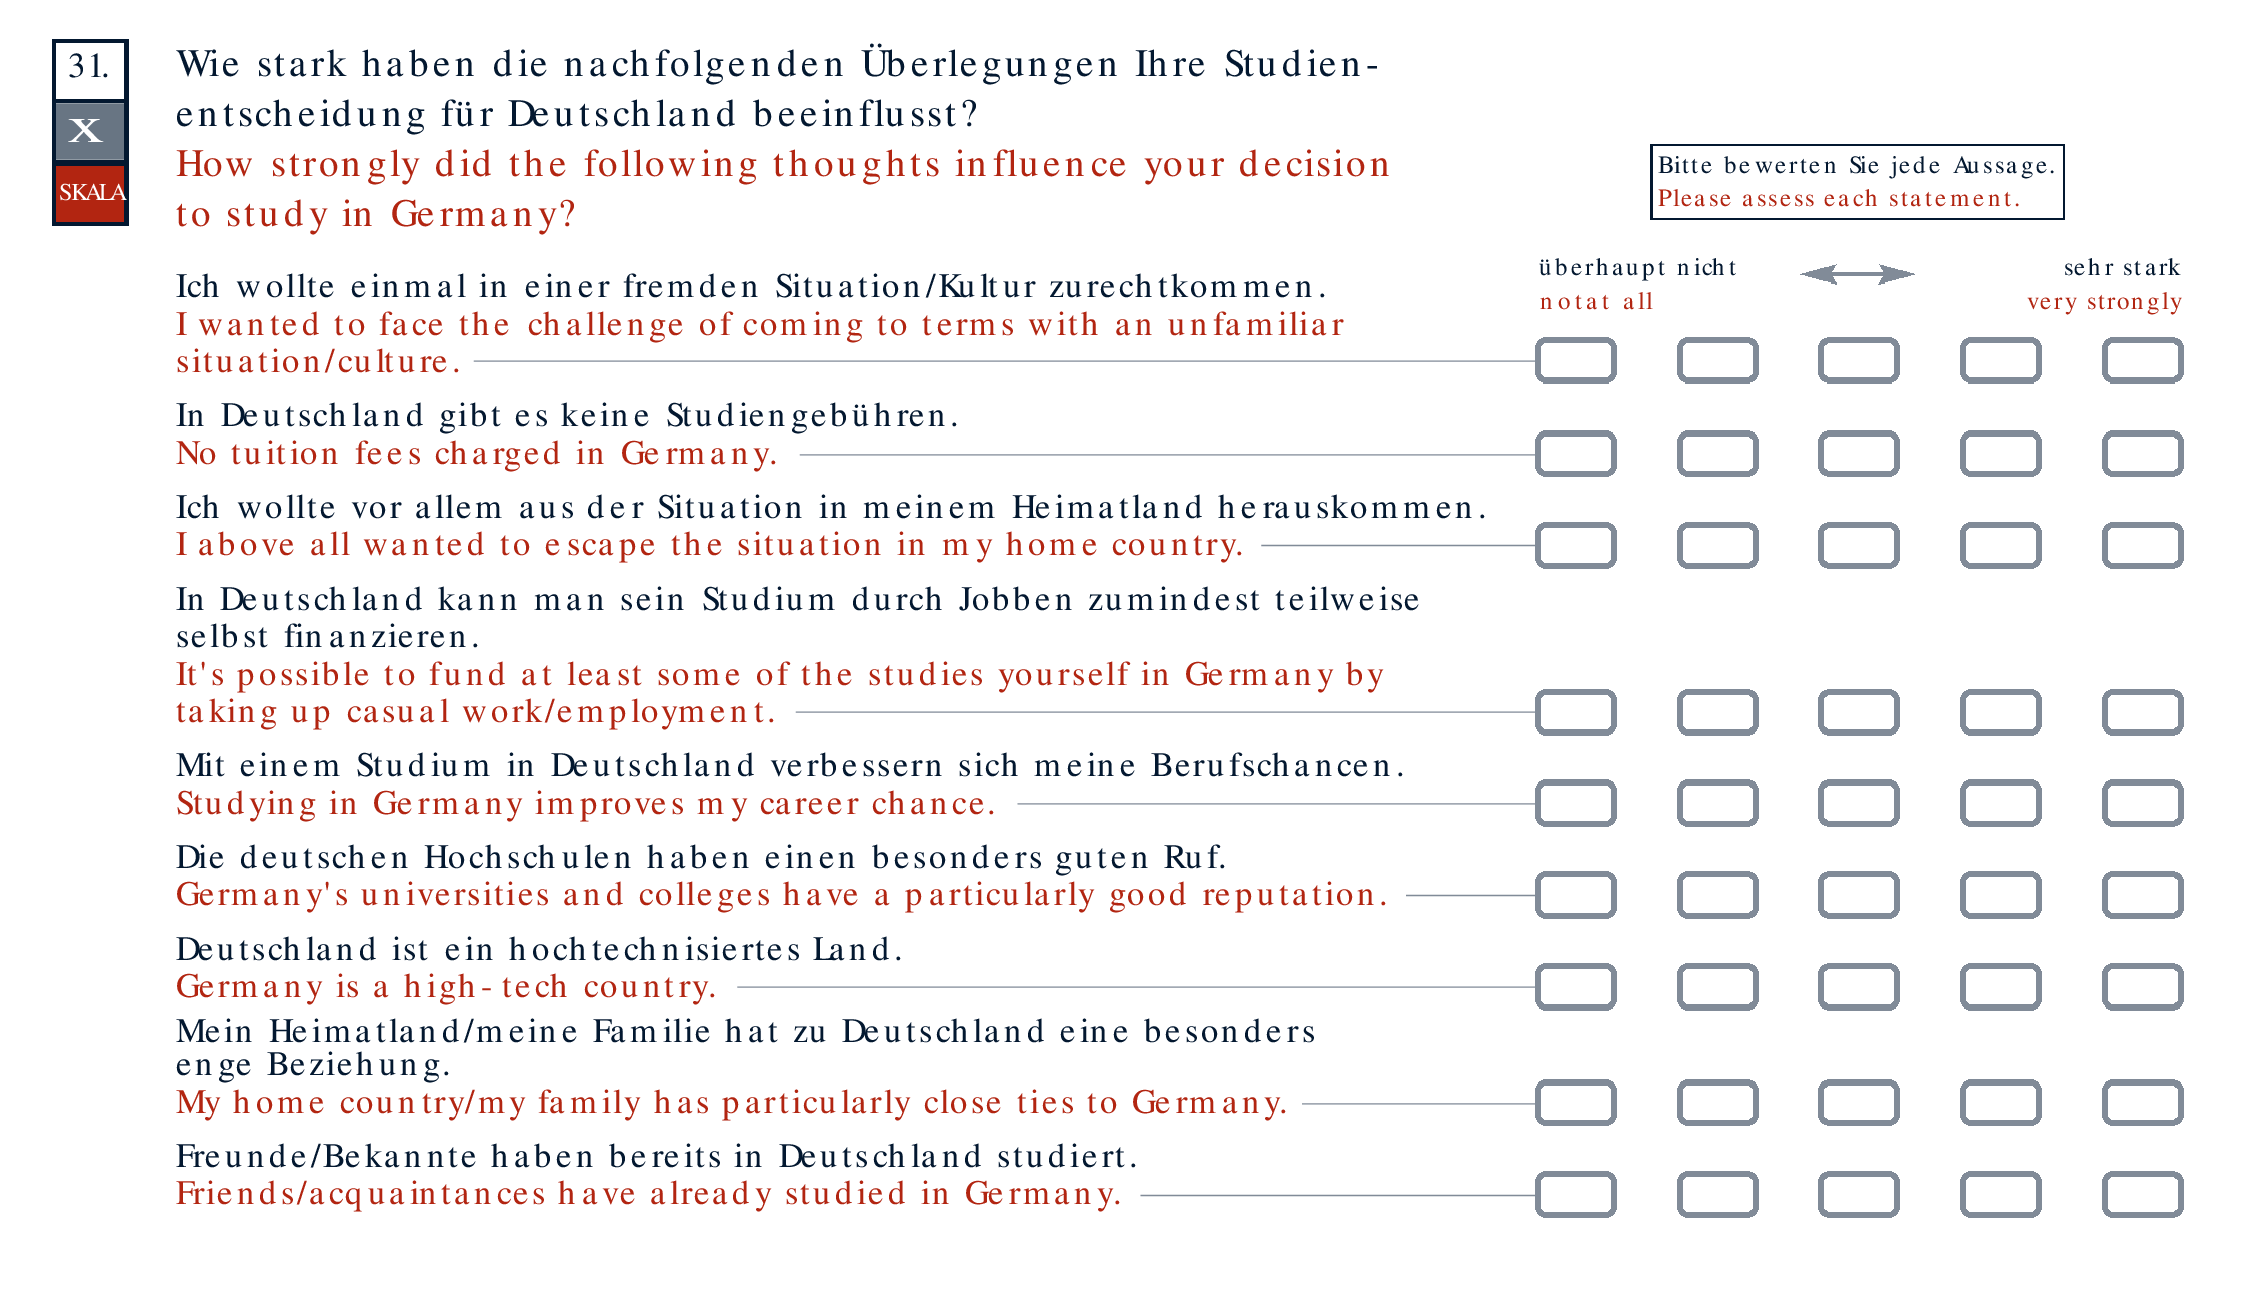 31.
X
SKALA
Wie stark haben die nachfolgenden Überlegungen Ihre Studien-
entscheidung für Deutschland beeinflusst?
How strongly did the following thoughts influence your decision
to study in Germany?
Bitte bewerten Sie jede Aussage.
Please assess each statement.
überhaupt nicht
not at all
sehr stark
very strongly
Ich wollte einmal in einer fremden Situation/Kultur zurechtkommen.
I wanted to face the challenge of coming to terms with an unfamiliar
situation/culture.
In Deutschland gibt es keine Studiengebühren.
No tuition fees charged in Germany.
Ich wollte vor allem aus der Situation in meinem Heimatland herauskommen.
I above all wanted to escape the situation in my home country.
In Deutschland kann man sein Studium durch Jobben zumindest teilweise
selbst finanzieren.
It's possible to fund at least some of the studies yourself in Germany by
taking up casual work/employment.
Mit einem Studium in Deutschland verbessern sich meine Berufschancen.
Studying in Germany improves my career chance.
Die deutschen Hochschulen haben einen besonders guten Ruf.
Germany's universities and colleges have a particularly good reputation.
Deutschland ist ein hochtechnisiertes Land.
Germany is a high-tech country.
Mein Heimatland/meine Familie hat zu Deutschland eine besonders
enge Beziehung.
My home country/my family has particularly close ties to Germany.
Freunde/Bekannte haben bereits in Deutschland studiert.
Friends/acquaintances have already studied in Germany.